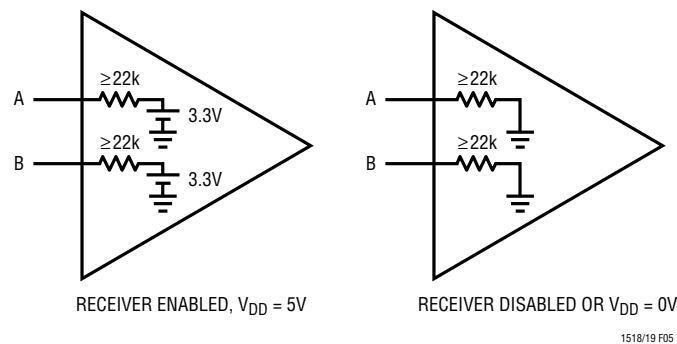 ≥22k
A
3.3V
≥22k
B
3.3V
RECEIVER ENABLED, VDD = 5V
≥22k
A
≥22k
B
RECEIVER DISABLED OR VDD = 0V
1518/19 F05